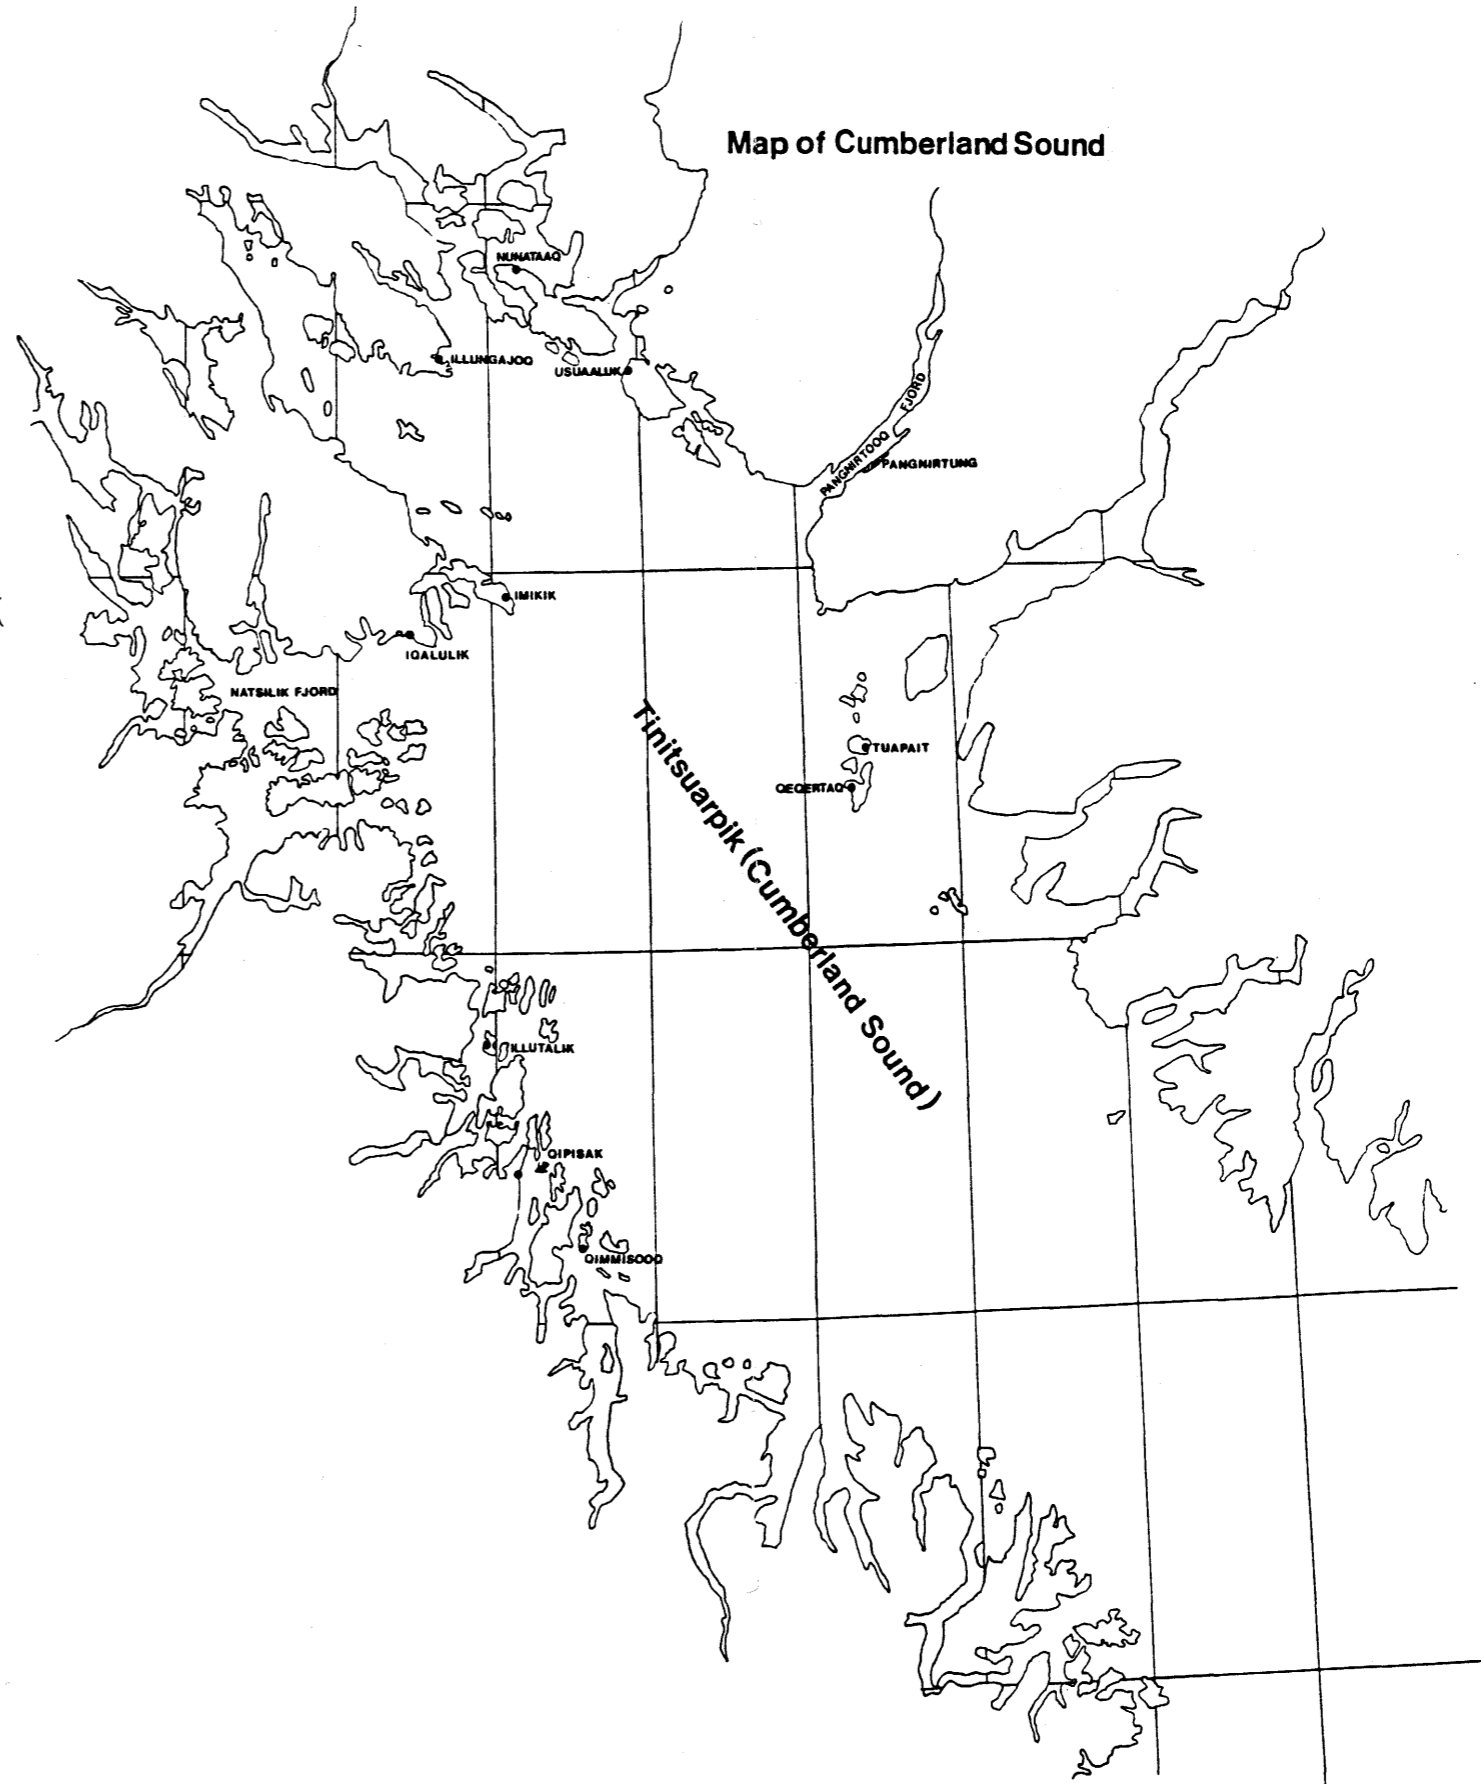 Map of Cumberland Sound
NUNATAAQ
ILLUNGAJOQ
USUAALUK
PANGNIRTOOQ FJORD
PANGNIRTUNG
IMIKIK
IQALULIK
NATSILIK FJORD
TUAPAIT
QEQERTAQ
Tinitsuarpik (Cumberland Sound)
ILLUTALIK
QIPISAK
QIMMISOOQ